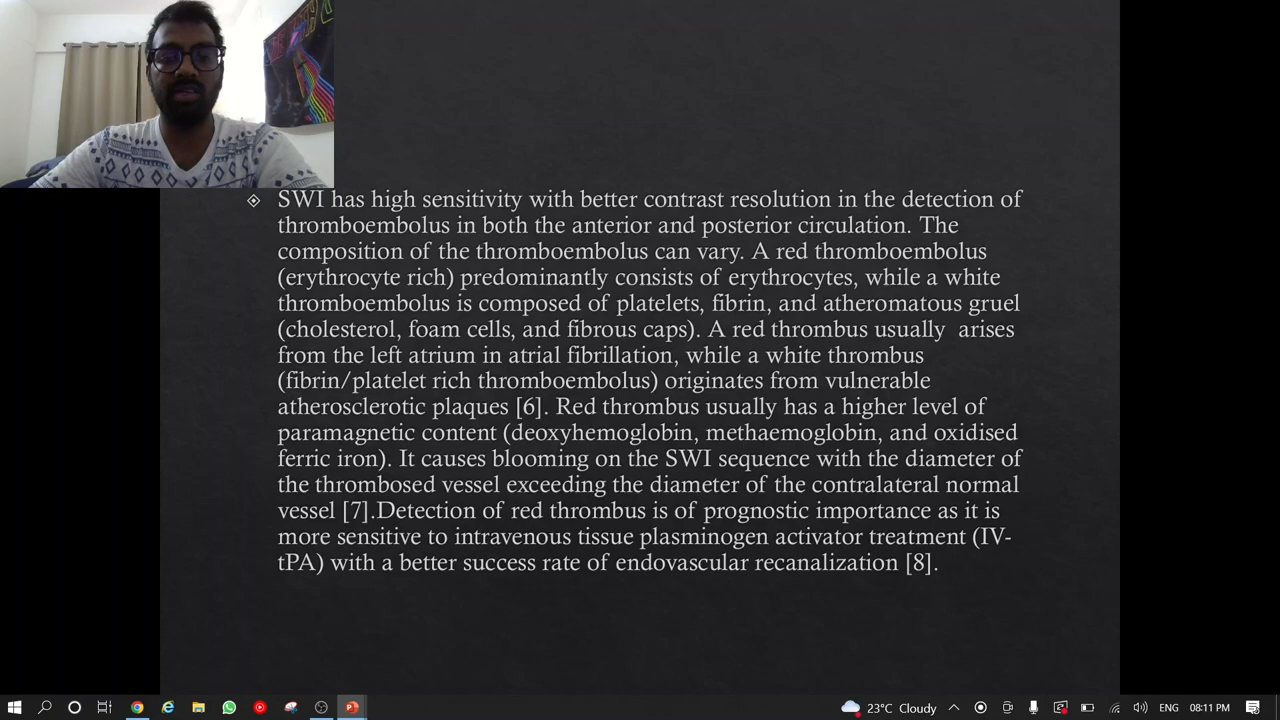 SWI has high sensitivity with better contrast resolution in the detection of
thromboembolus in both the anterior and posterior circulation. The
composition of the thromboembolus can vary. A red thromboembolus
(erythrocyte rich) predominantly consists of erythrocytes, while a white
thromboembolus is composed of platelets, fibrin, and atheromatous gruel
(cholesterol, foam cells, and fibrous caps). A red thrombus usually  arises
from the left atrium in atrial fibrillation, while a white thrombus
(fibrin/platelet rich thromboembolus) originates from vulnerable
atherosclerotic plaques [6]. Red thrombus usually has a higher level of
paramagnetic content (deoxyhemoglobin, methaemoglobin, and oxidised
ferric iron). It causes blooming on the SWI sequence with the diameter of
the thrombosed vessel exceeding the diameter of the contralateral normal
vessel [7].Detection of red thrombus is of prognostic importance as it is
more sensitive to intravenous tissue plasminogen activator treatment (IV-
tPA) with a better success rate of endovascular recanalization [8].
23°C Cloudy ENG 08:11 PM